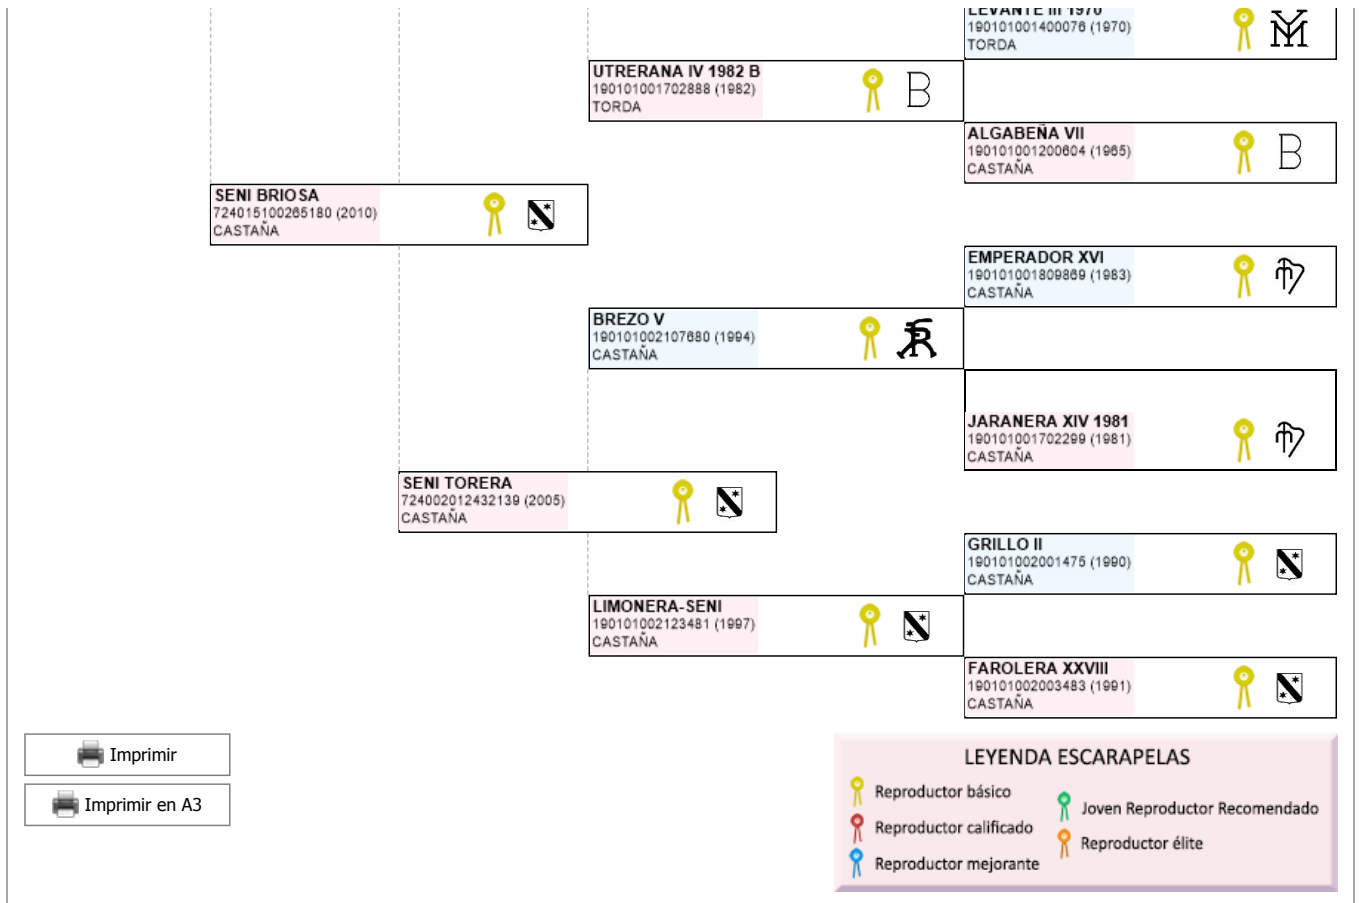 LEVANTE III 1970
190101001400076 (1970)
TORDA
UTRERANA IV 1982 B
190101001702888 (1982)
TORDA
B
ALGABEÑA VII
190101001200604 (1965)
CASTAÑA
B
SENI BRIOSA
724015100265180 (2010)
CASTAÑA
EMPERADOR XVI
190101001809869 (1983)
CASTAÑA
BREZO V
190101002107680 (1994)
CASTAÑA
JARANERA XIV 1981
190101001702299 (1981)
CASTAÑA
SENI TORERA
724002012432139 (2005)
CASTAÑA
GRILLO II
190101002001475 (1990)
CASTAÑA
LIMONERA-SENI
190101002123481 (1997)
CASTAÑA
FAROLERA XXVIII
190101002003483 (1991)
CASTAÑA
Imprimir
Imprimir en A3
LEYENDA ESCARAPELAS
Reproductor básico
Reproductor calificado
Reproductor mejorante
Joven Reproductor Recomendado
Reproductor élite